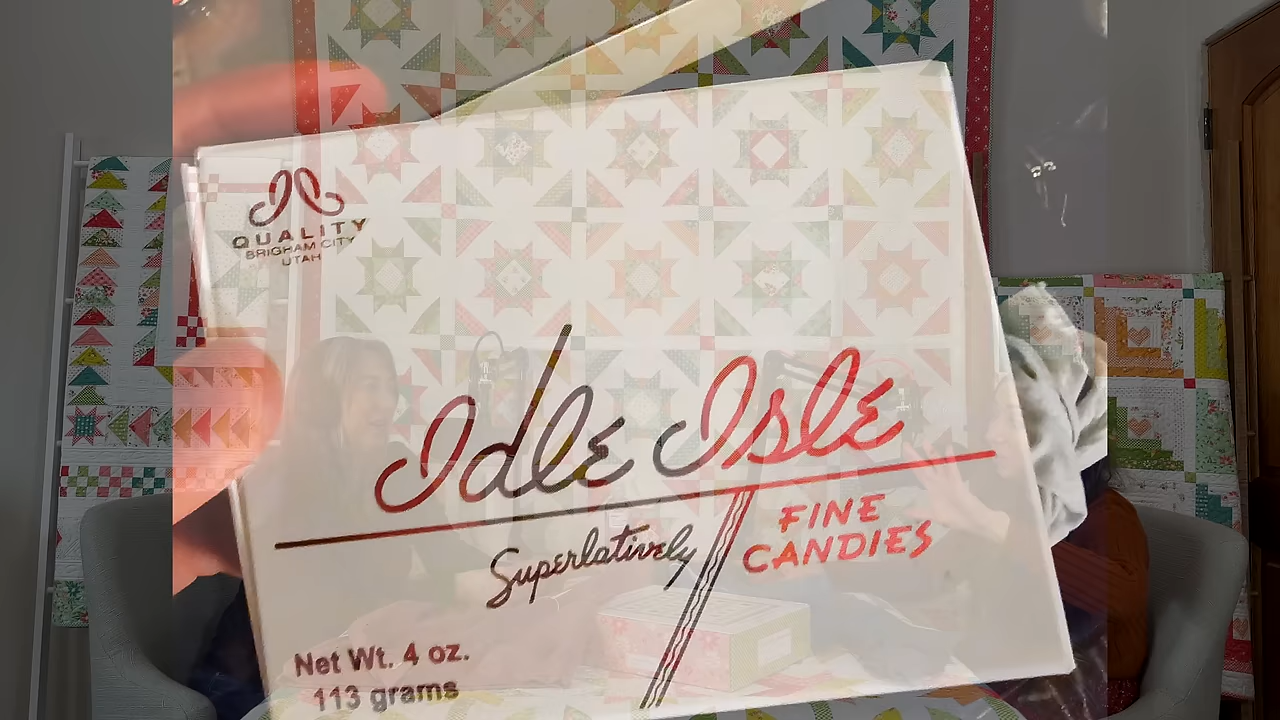 QUALITY
BRIGHAM CITY
UTAH
Idle Isle
Superlatively
FINE
CANDIES
Net Wt. 4 oz.
113 grams